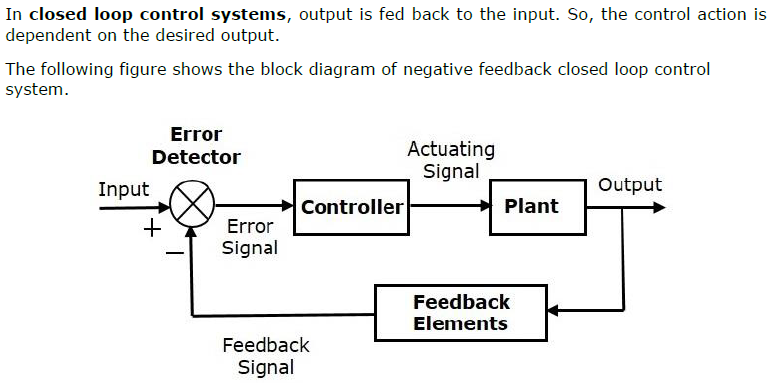 In closed loop control systems, output is fed back to the input. So, the control action is
dependent on the desired output.
The following figure shows the block diagram of negative feedback closed loop control
system.
Error
Detector
Actuating
Signal
Input
Output
Controller
Plant
+
Error
Signal
−
Feedback
Elements
Feedback
Signal